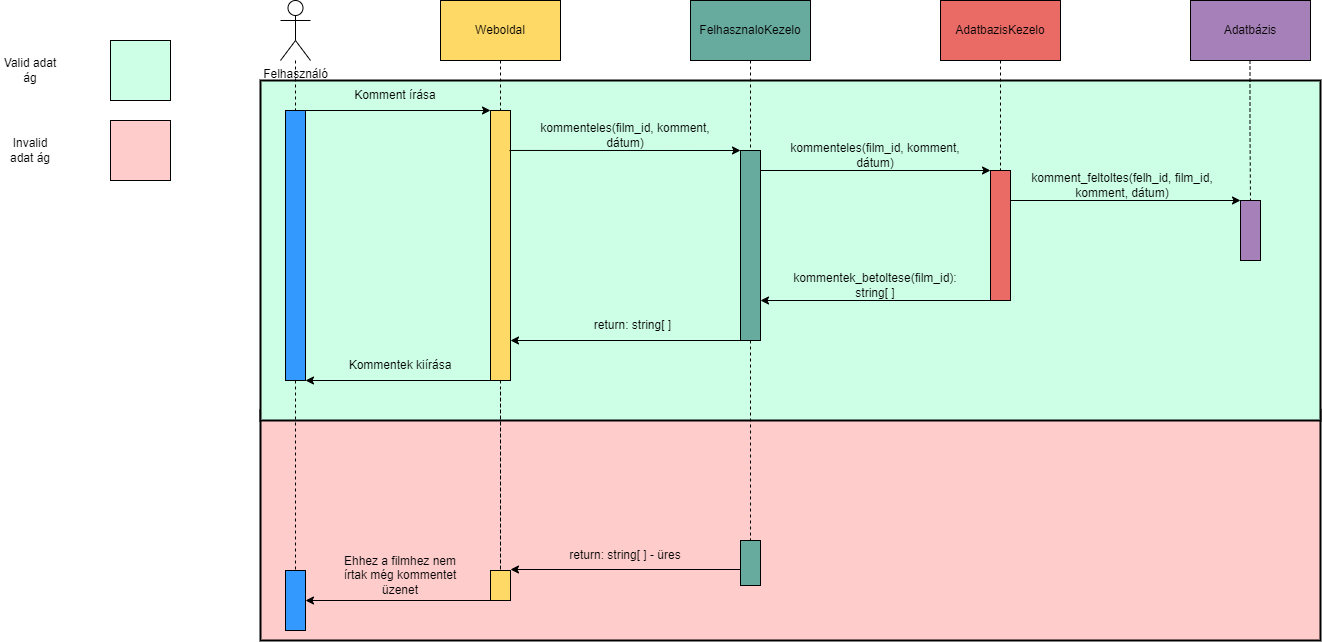 Weboldal
FelhasznaloKezelo
AdatbazisKezelo
Adatbázis
Felhasználó
Valid adat
ág
Invalid
adat ág
Komment írása
kommenteles(film_id, komment,
dátum)
kommenteles(film_id, komment,
dátum)
komment_feltoltes(felh_id, film_id,
komment, dátum)
kommentek_betoltese(film_id):
string[ ]
return: string[ ]
Kommentek kiírása
return: string[ ] - üres
Ehhez a filmhez nem
írtak még kommentet
üzenet